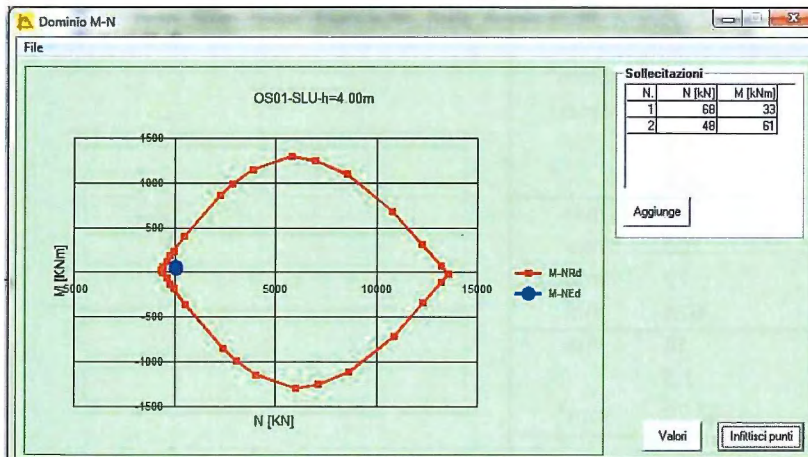 Dominio M-N
File
OS01-SLU-h=4.00m
1500
1000
500
-5000
5000
10000
15000
-500
-1000
-1500
M [KNm]
N [KN]
M-NRd
M-NEd
Sollecitazioni
N. N [kN] M [kNm]
1 68 33
2 48 61
Aggiunge
Valori
Infittisci punti